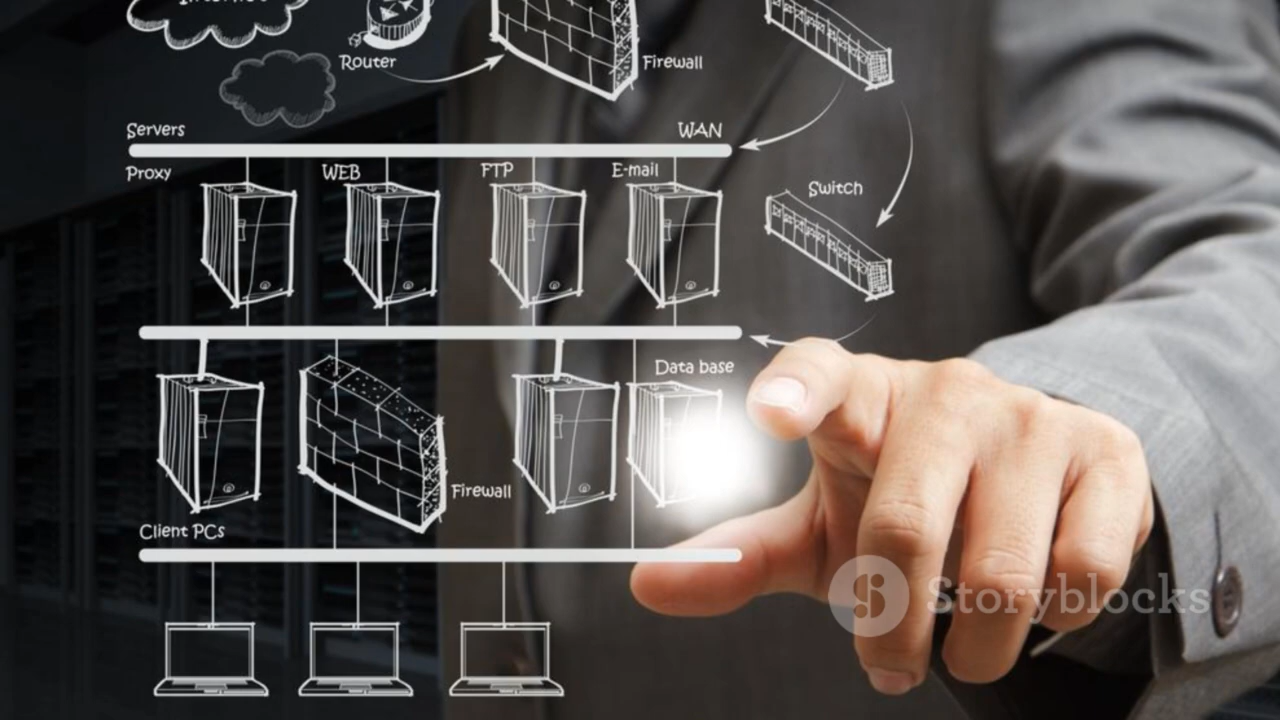 Internet
Router
Firewall
Servers
WAN
Proxy
WEB
FTP
E-mail
Switch
Data base
Firewall
Client PCs
Storyblocks